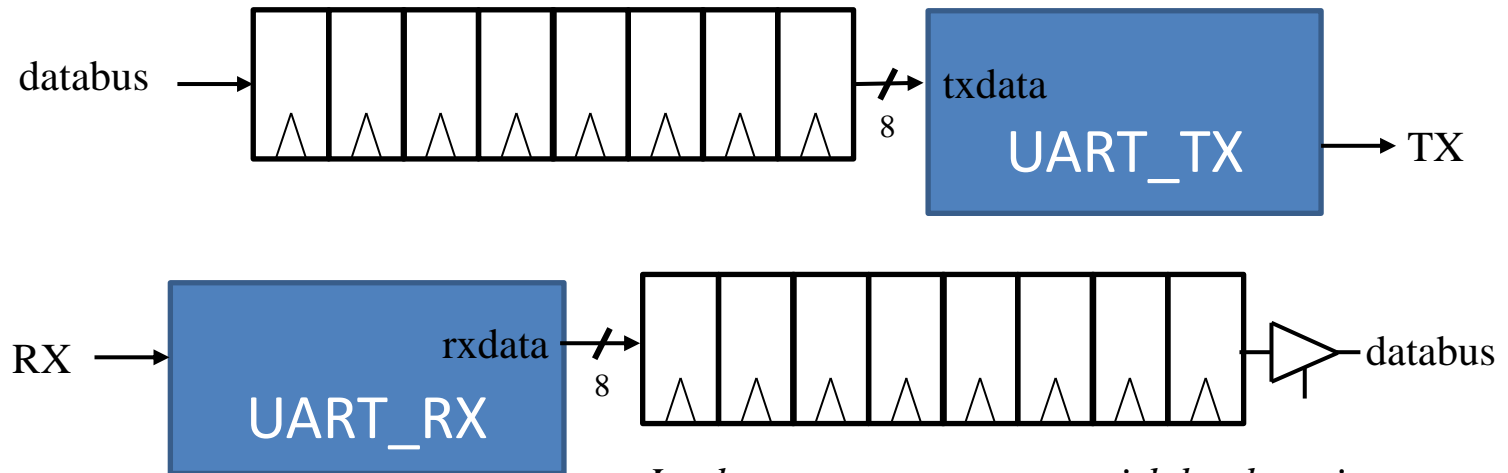 databus
txdata
8
UART_TX
TX
RX
rxdata
8
UART_RX
databus